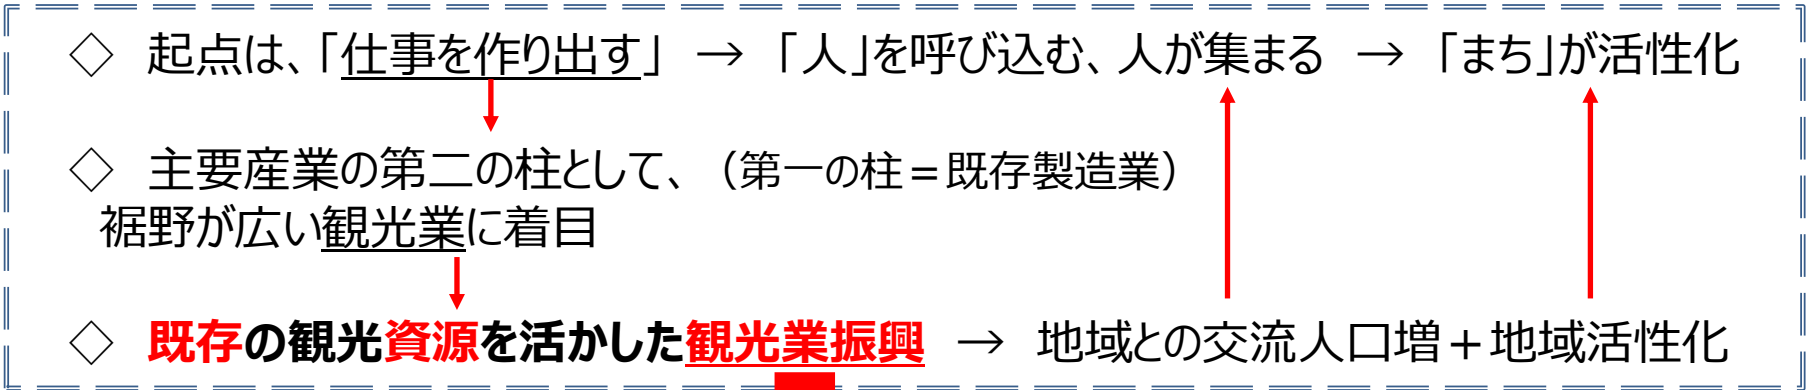 ◇ 起点は、「仕事を作り出す」 → 「人」を呼び込む、人が集まる → 「まち」が活性化
◇ 主要産業の第二の柱として、（第一の柱＝既存製造業）
裾野が広い観光業に着目
◇ 既存の観光資源を活かした観光業振興 → 地域との交流人口増＋地域活性化